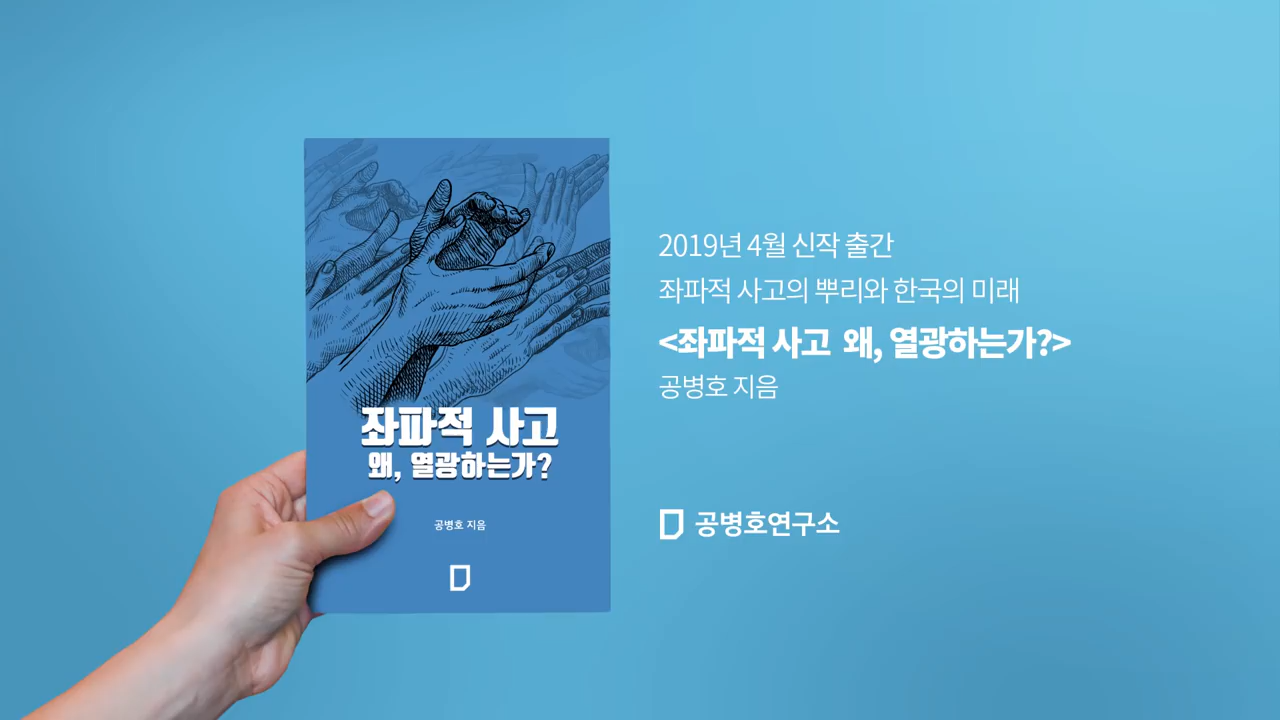 좌파적 사고
왜, 열광하는가?
공병호 지음
2019년 4월 신작 출간
좌파적 사고의 뿌리와 한국의 미래
<좌파적 사고 왜, 열광하는가?>
공병호 지음
공병호연구소